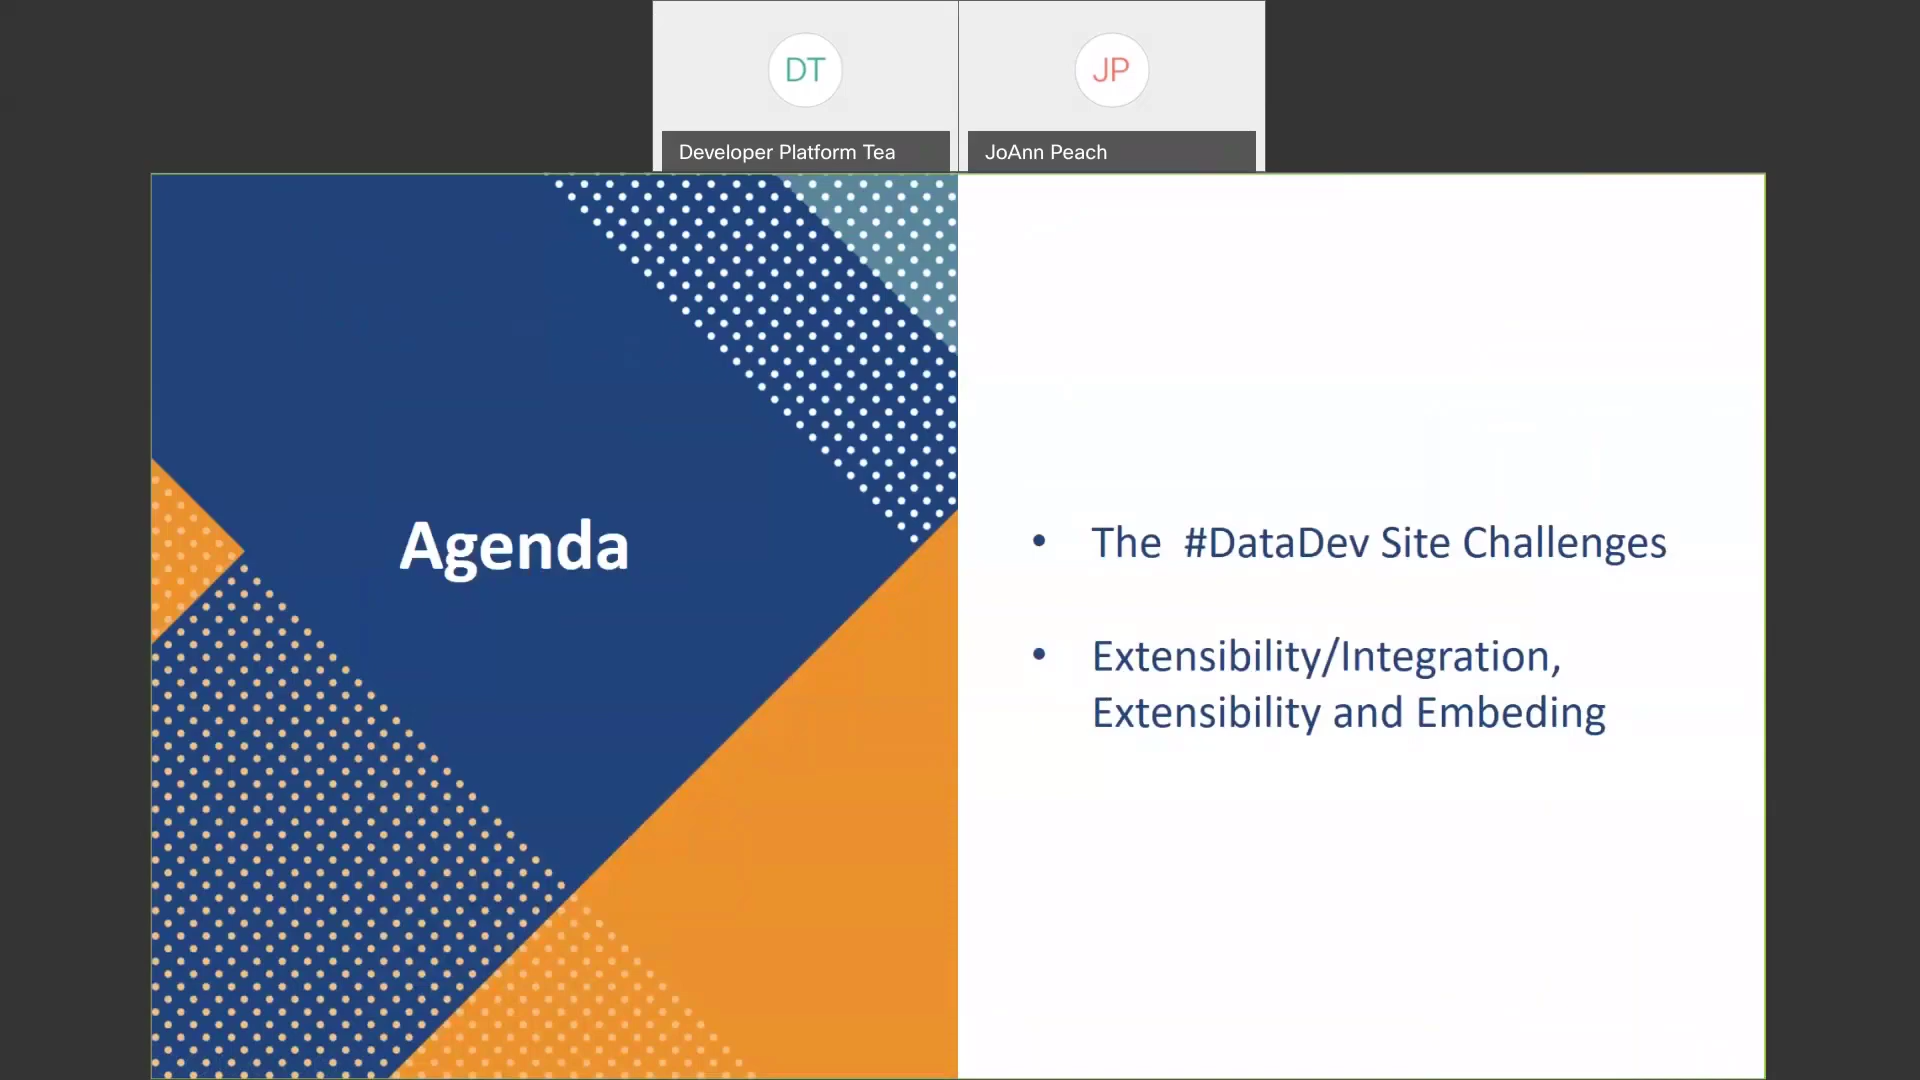 DT
JP
Developer Platform Tea
JoAnn Peach
Agenda
• The #DataDev Site Challenges
• Extensibility/Integration,
Extensibility and Embeding